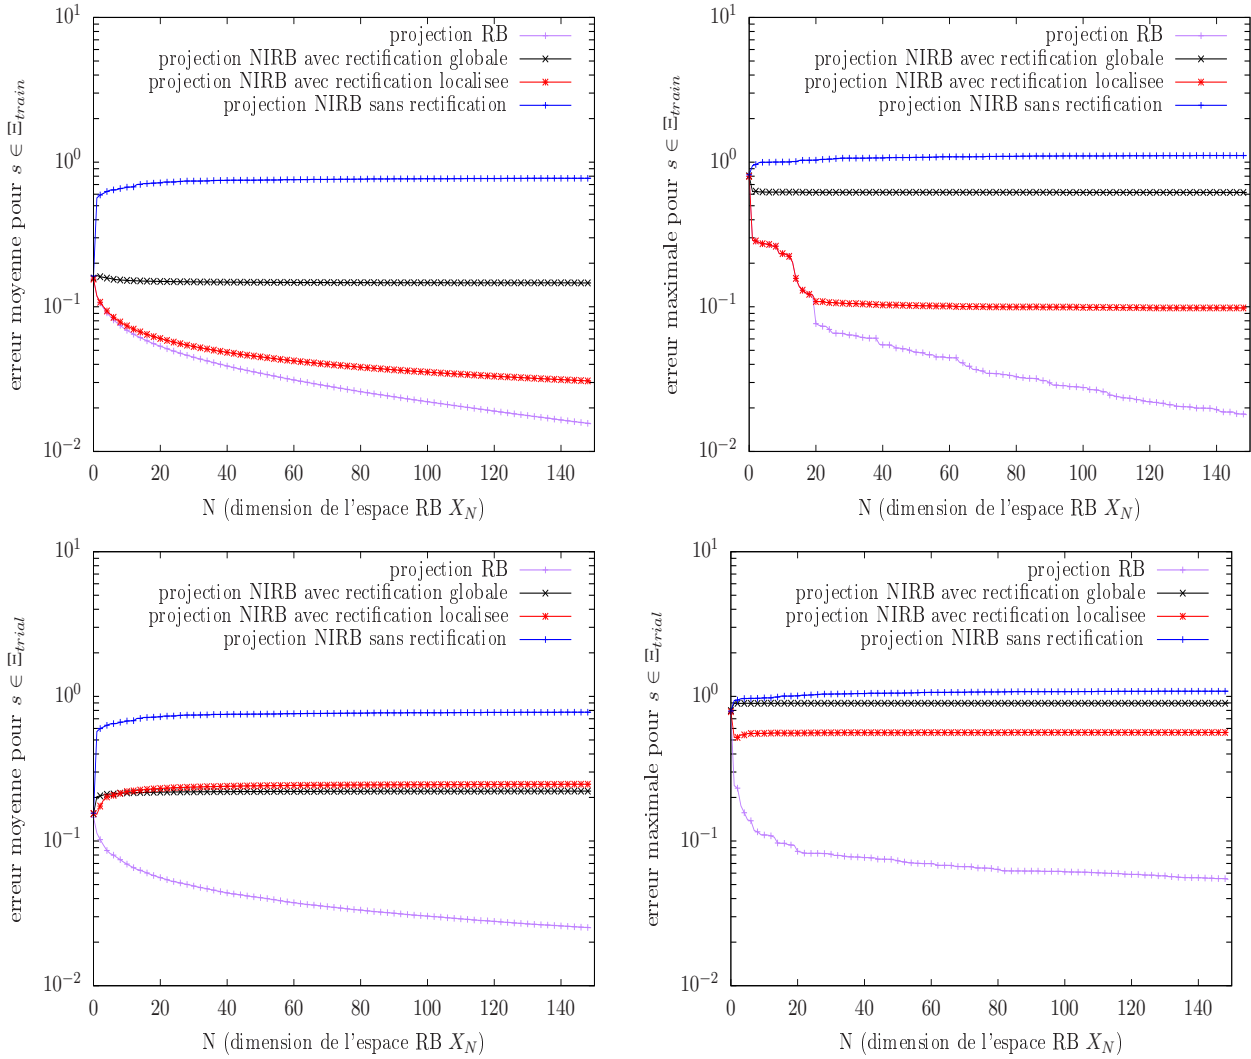 projection RB
projection NIRB avec rectification globale
projection NIRB avec rectification localisee
projection NIRB sans rectification
10^1
10^0
10^{-1}
10^{-2}
erreur moyenne pour s ∈ Ξ_{train}
0 20 40 60 80 100 120 140
N (dimension de l'espace RB X_N)
projection RB
projection NIRB avec rectification globale
projection NIRB avec rectification localisee
projection NIRB sans rectification
10^1
10^0
10^{-1}
10^{-2}
erreur maximale pour s ∈ Ξ_{train}
0 20 40 60 80 100 120 140
N (dimension de l'espace RB X_N)
projection RB
projection NIRB avec rectification globale
projection NIRB avec rectification localisee
projection NIRB sans rectification
10^1
10^0
10^{-1}
10^{-2}
erreur moyenne pour s ∈ Ξ_{trial}
0 20 40 60 80 100 120 140
N (dimension de l'espace RB X_N)
projection RB
projection NIRB avec rectification globale
projection NIRB avec rectification localisee
projection NIRB sans rectification
10^1
10^0
10^{-1}
10^{-2}
erreur maximale pour s ∈ Ξ_{trial}
0 20 40 60 80 100 120 140
N (dimension de l'espace RB X_N)